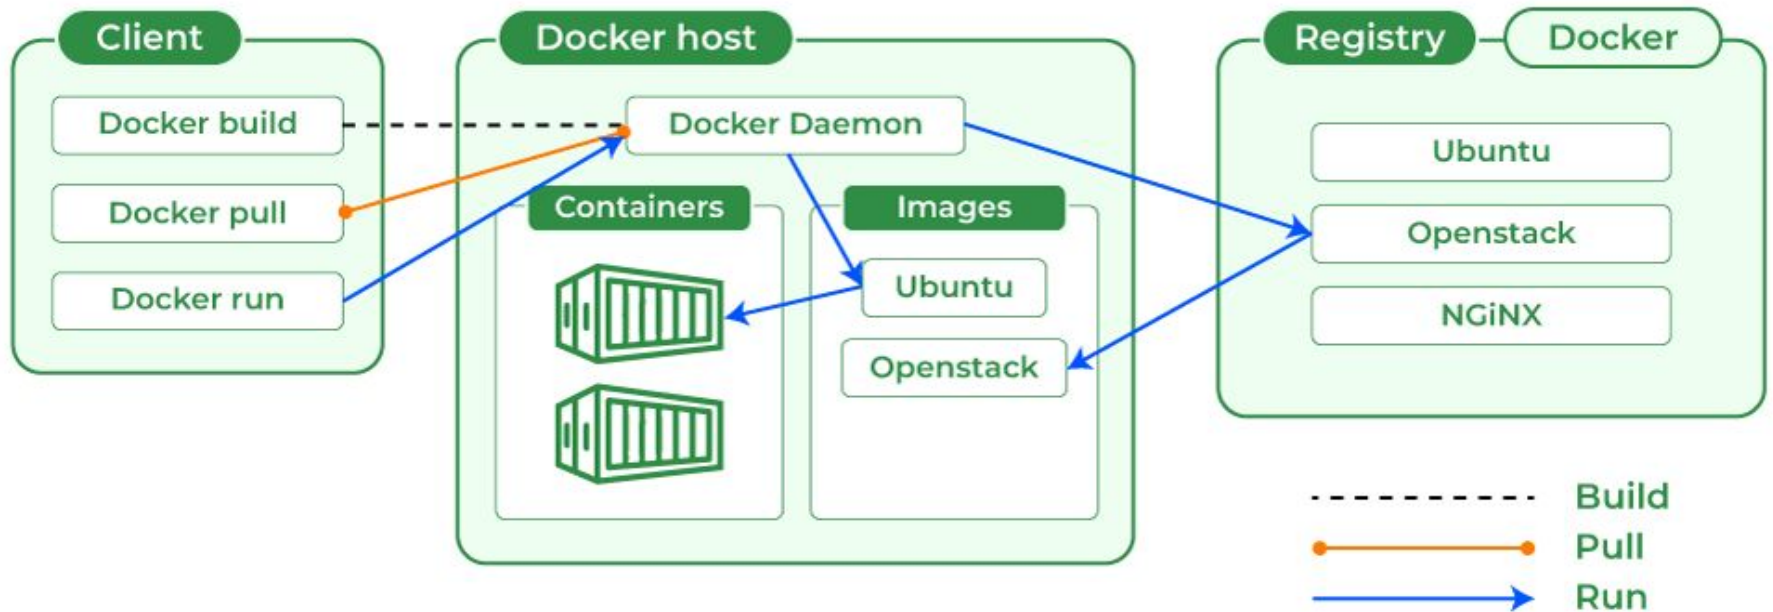 Client
Docker build
Docker pull
Docker run
Docker host
Docker Daemon
Containers
Images
Ubuntu
Openstack
Registry
Docker
Ubuntu
Openstack
NGiNX
Build
Pull
Run